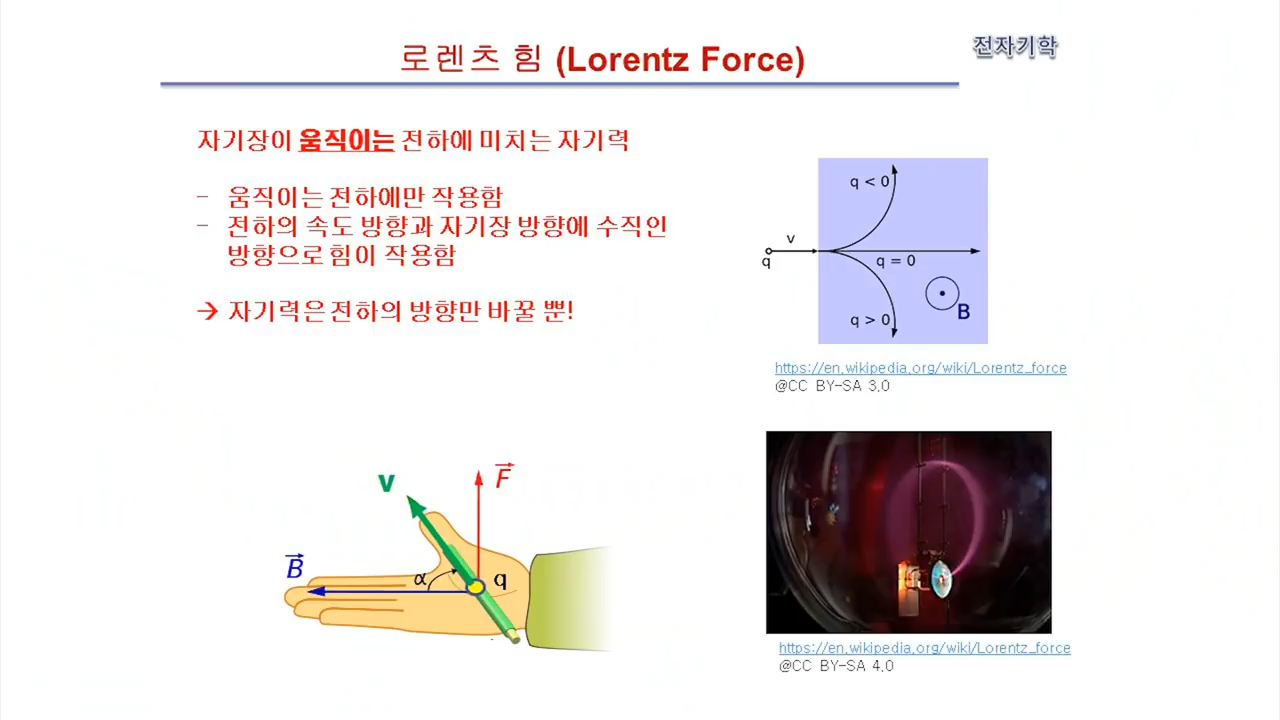 로렌츠 힘 (Lorentz Force)
전자기학
자기장이 움직이는 전하에 미치는 자기력
- 움직이는 전하에만 작용함
- 전하의 속도 방향과 자기장 방향에 수직인
방향으로 힘이 작용함
→ 자기력은 전하의 방향만 바꿀 뿐!
q < 0
v
q
q = 0
B
q > 0
https://en.wikipedia.org/wiki/Lorentz_force
@CC BY-SA 3.0
v
F
B
α
q
https://en.wikipedia.org/wiki/Lorentz_force
@CC BY-SA 4.0